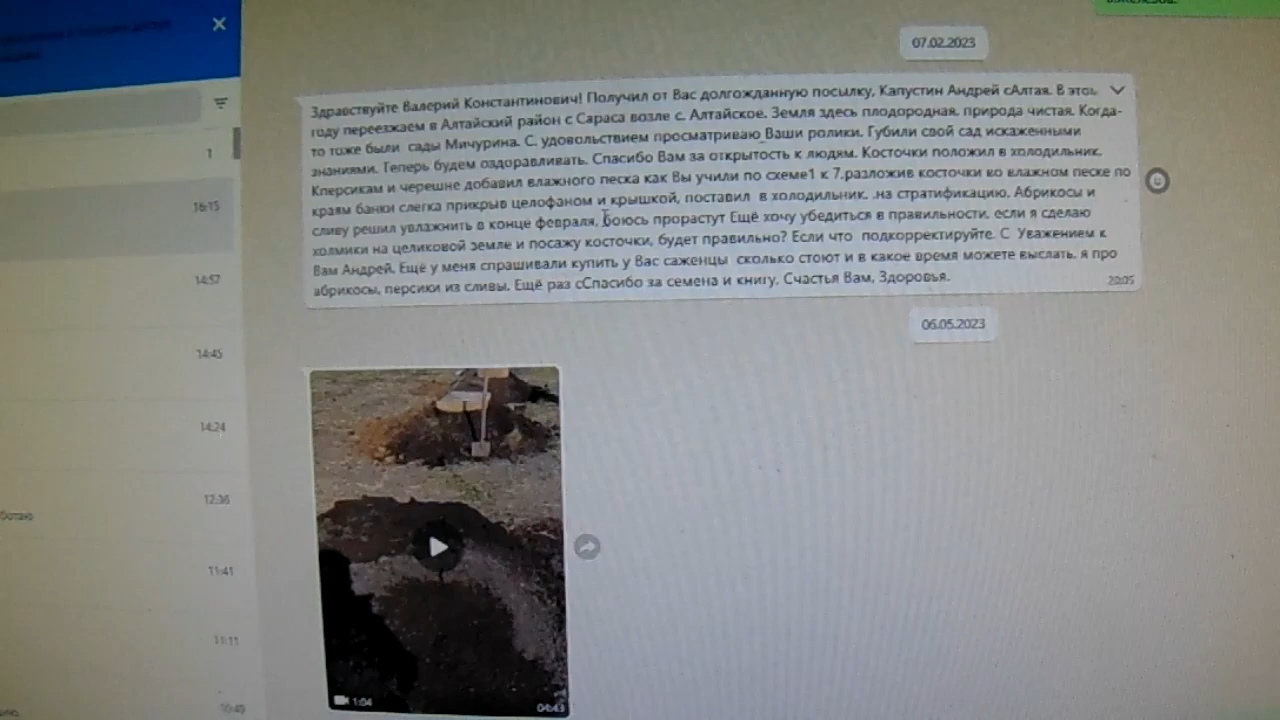 07.02.2023
Здравствуйте Валерий Константинович! Получил от Вас долгожданную посылку, Капустин Андрей сАлтая. В этом
году переезжаем в Алтайский район с Сараса возле с. Алтайское. Земля здесь плодородная, природа чистая. Когда-
то тоже были сады Мичурина. С. удовольствием просматриваю Ваши ролики. Губили свой сад искаженными
знаниями. Теперь будем оздоравливать. Спасибо Вам за открытость к людям. Косточки положил в холодильник.
Кперсикам и черешне добавил влажного песка как Вы учили по схеме1 к 7.разложив косточки во влажном песке по
краям банки слегка прикрыв целофаном и крышкой, поставил в холодильник. .на стратификацию. Абрикосы и
сливу решил увлажнить в конце февраля, боюсь прорастут Ещё хочу убедиться в правильности. если я сделаю
холмики на целиковой земле и посажу косточки, будет правильно? Если что подкорректируйте. С Уважением к
Вам Андрей. Ещё у меня спрашивали купить у Вас саженцы сколько стоют и в какое время можете выслать. я про
абрикосы, персики из сливы. Ещё раз сСпасибо за семена и книгу. Счастья Вам, Здоровья.
20:05
06.05.2023
1
16:15
14:57
14:45
14:24
12:36
11:41
11:11
10:49
1:04
04:43